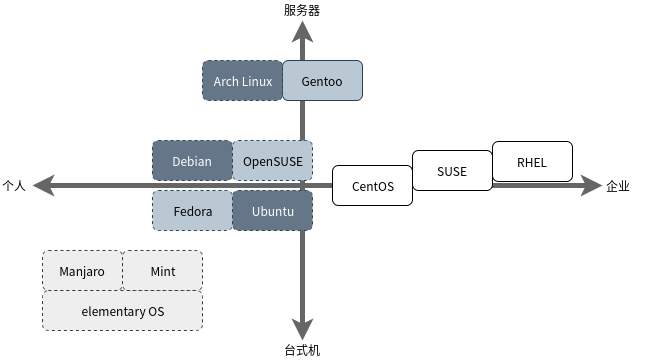 服务器
Arch Linux
Gentoo
Debian
OpenSUSE
RHEL
SUSE
CentOS
个人
企业
Fedora
Ubuntu
Manjaro
Mint
elementary OS
台式机